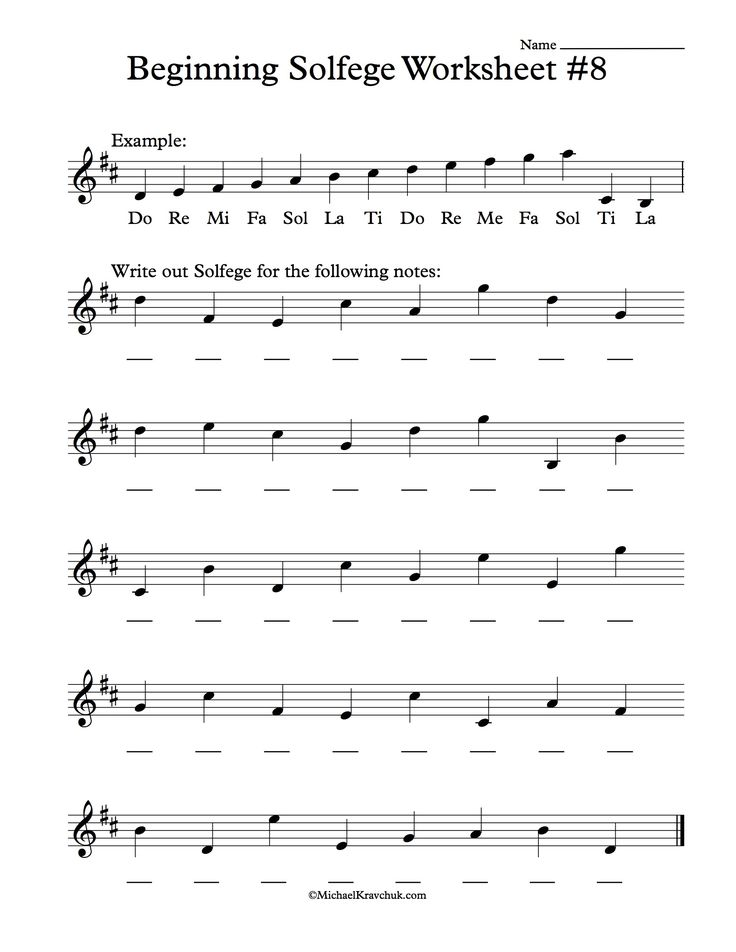 Name
Beginning Solfege Worksheet #8
Example:
Do Re Mi Fa Sol La Ti Do Re Me Fa Sol Ti La
Write out Solfege for the following notes:
©MichaelKravchuk.com